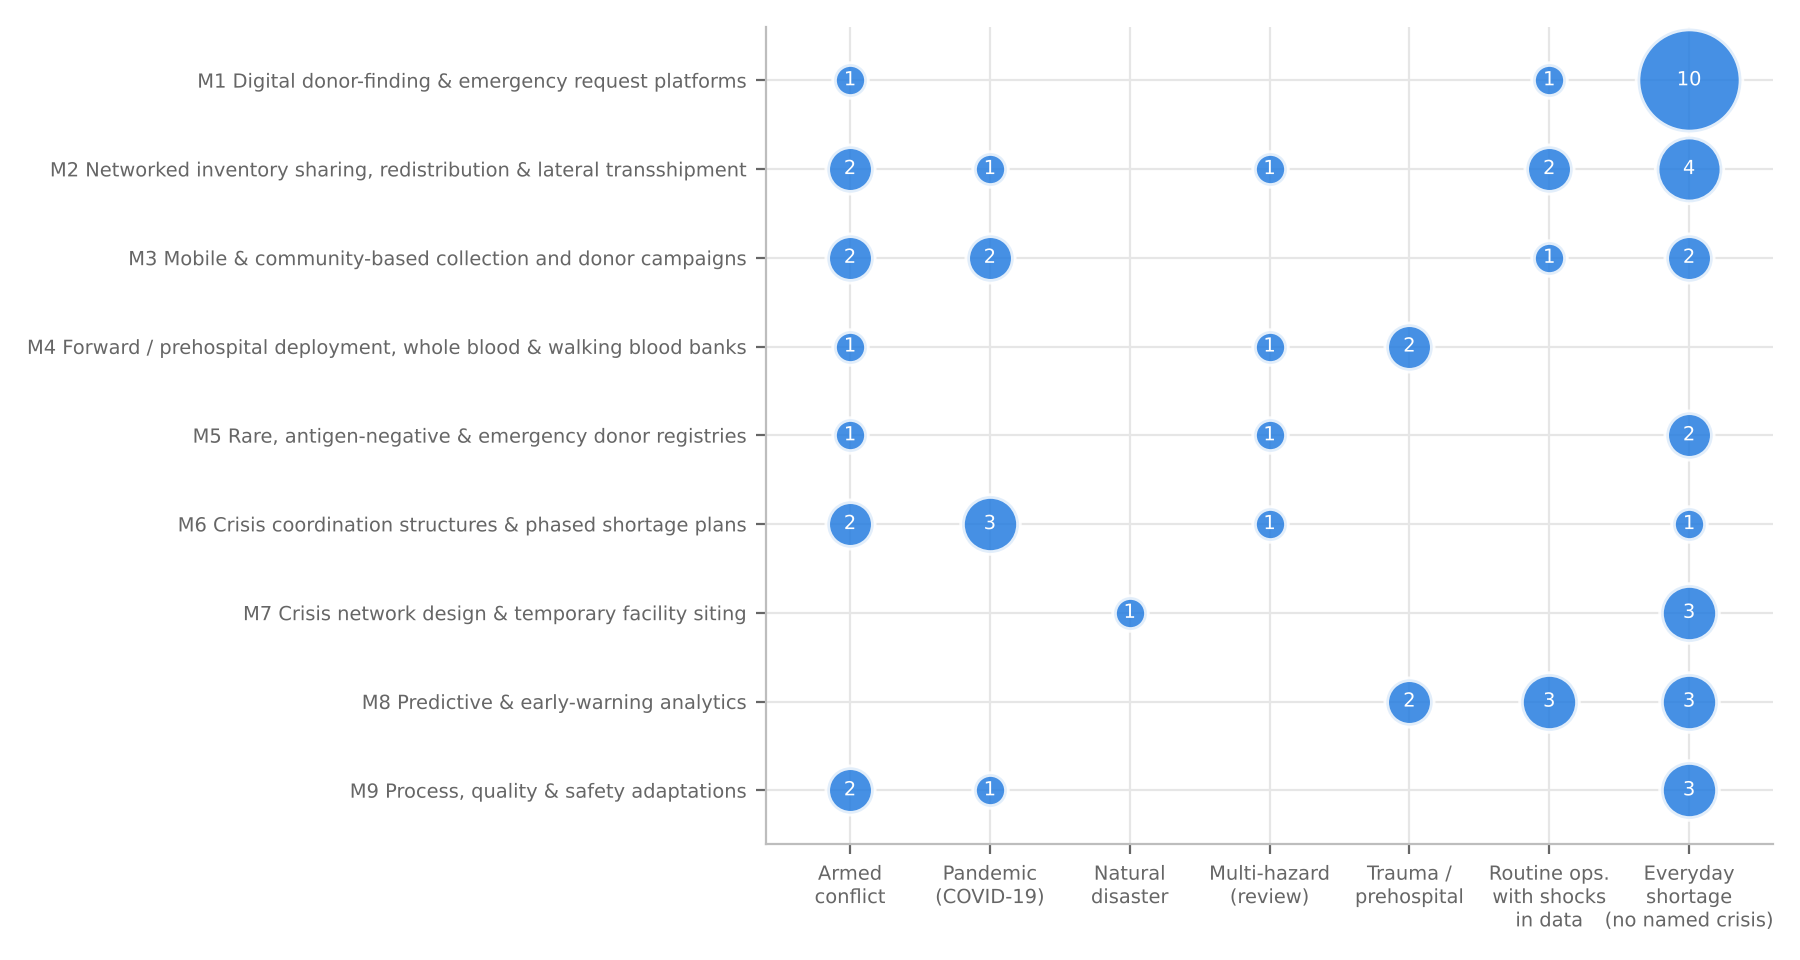 M1 Digital donor-finding & emergency request platforms 1 1 10
M2 Networked inventory sharing, redistribution & lateral transshipment 2 1 1 2 4
M3 Mobile & community-based collection and donor campaigns 2 2 1 2
M4 Forward / prehospital deployment, whole blood & walking blood banks 1 1 2
M5 Rare, antigen-negative & emergency donor registries 1 1 2
M6 Crisis coordination structures & phased shortage plans 2 3 1 1
M7 Crisis network design & temporary facility siting 1 3
M8 Predictive & early-warning analytics 2 3 3
M9 Process, quality & safety adaptations 2 1 3
Armed
conflict
Pandemic
(COVID-19)
Natural
disaster
Multi-hazard
(review)
Trauma /
prehospital
Routine ops.
with shocks
in data
Everyday
shortage
(no named crisis)